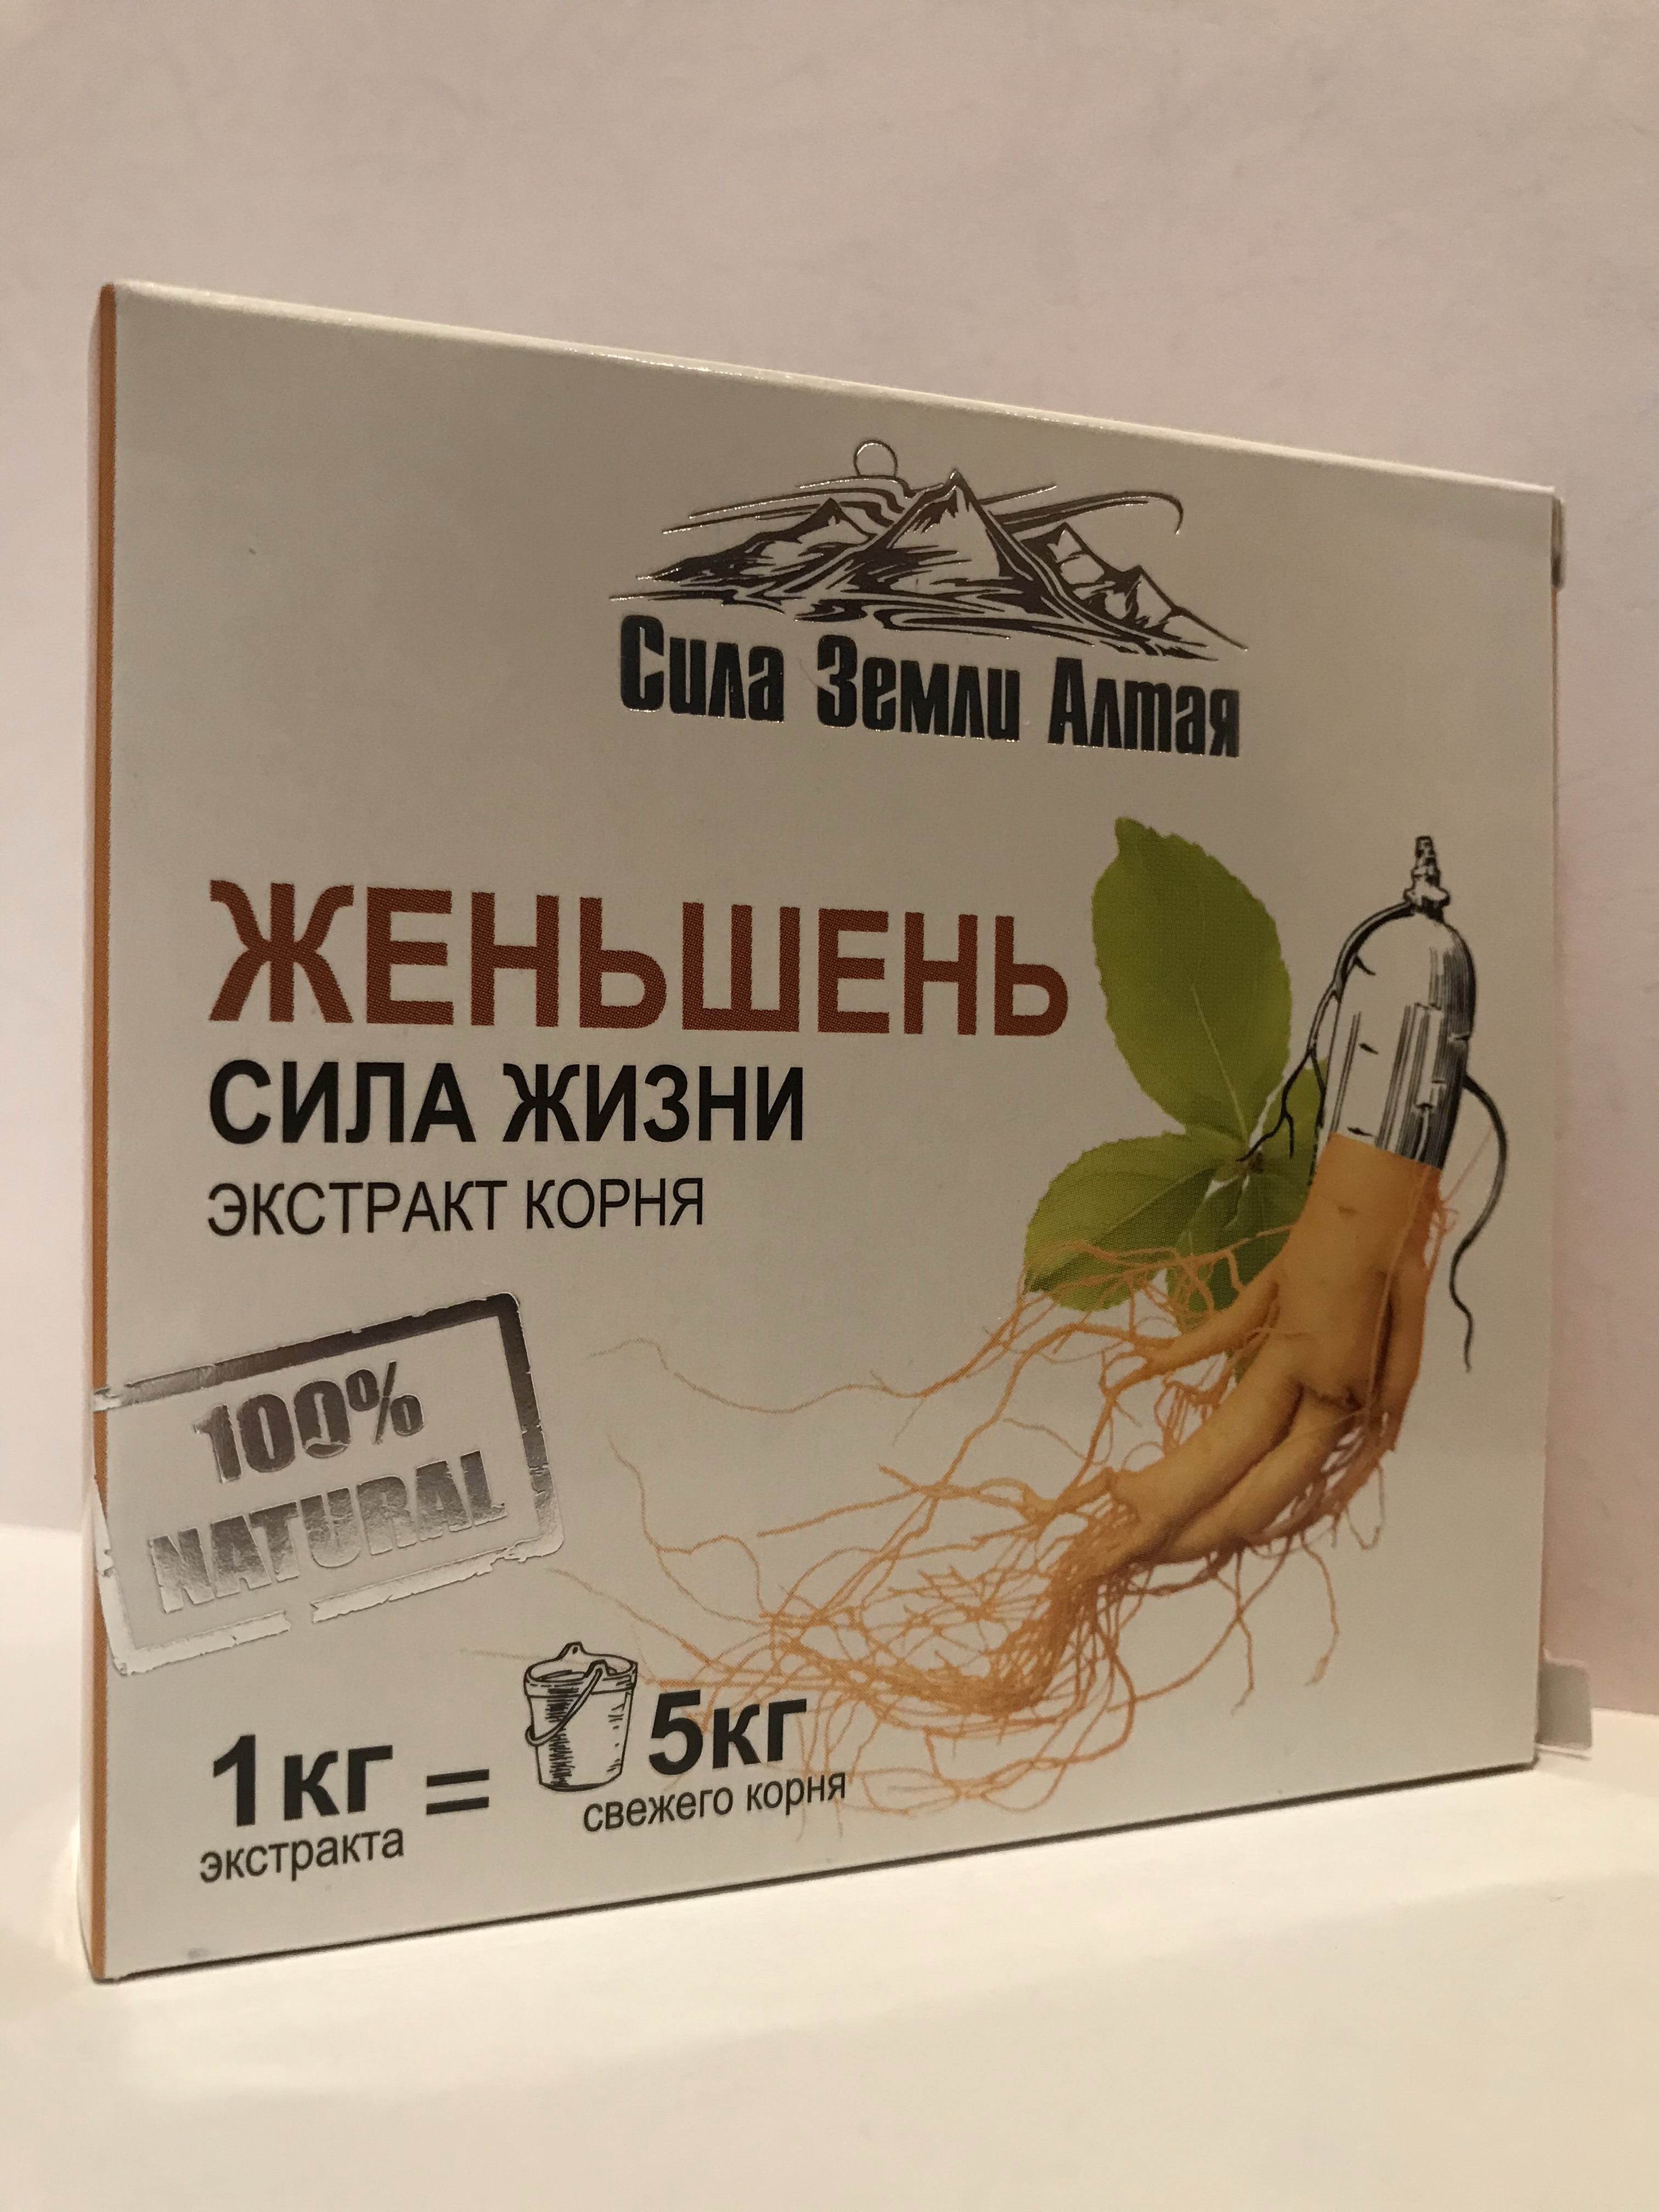 Сила Земли Алтая
ЖЕНЬШЕНЬ
СИЛА ЖИЗНИ
ЭКСТРАКТ КОРНЯ
100%
NATURAL
1кг = 5кг
экстракта свежего корня